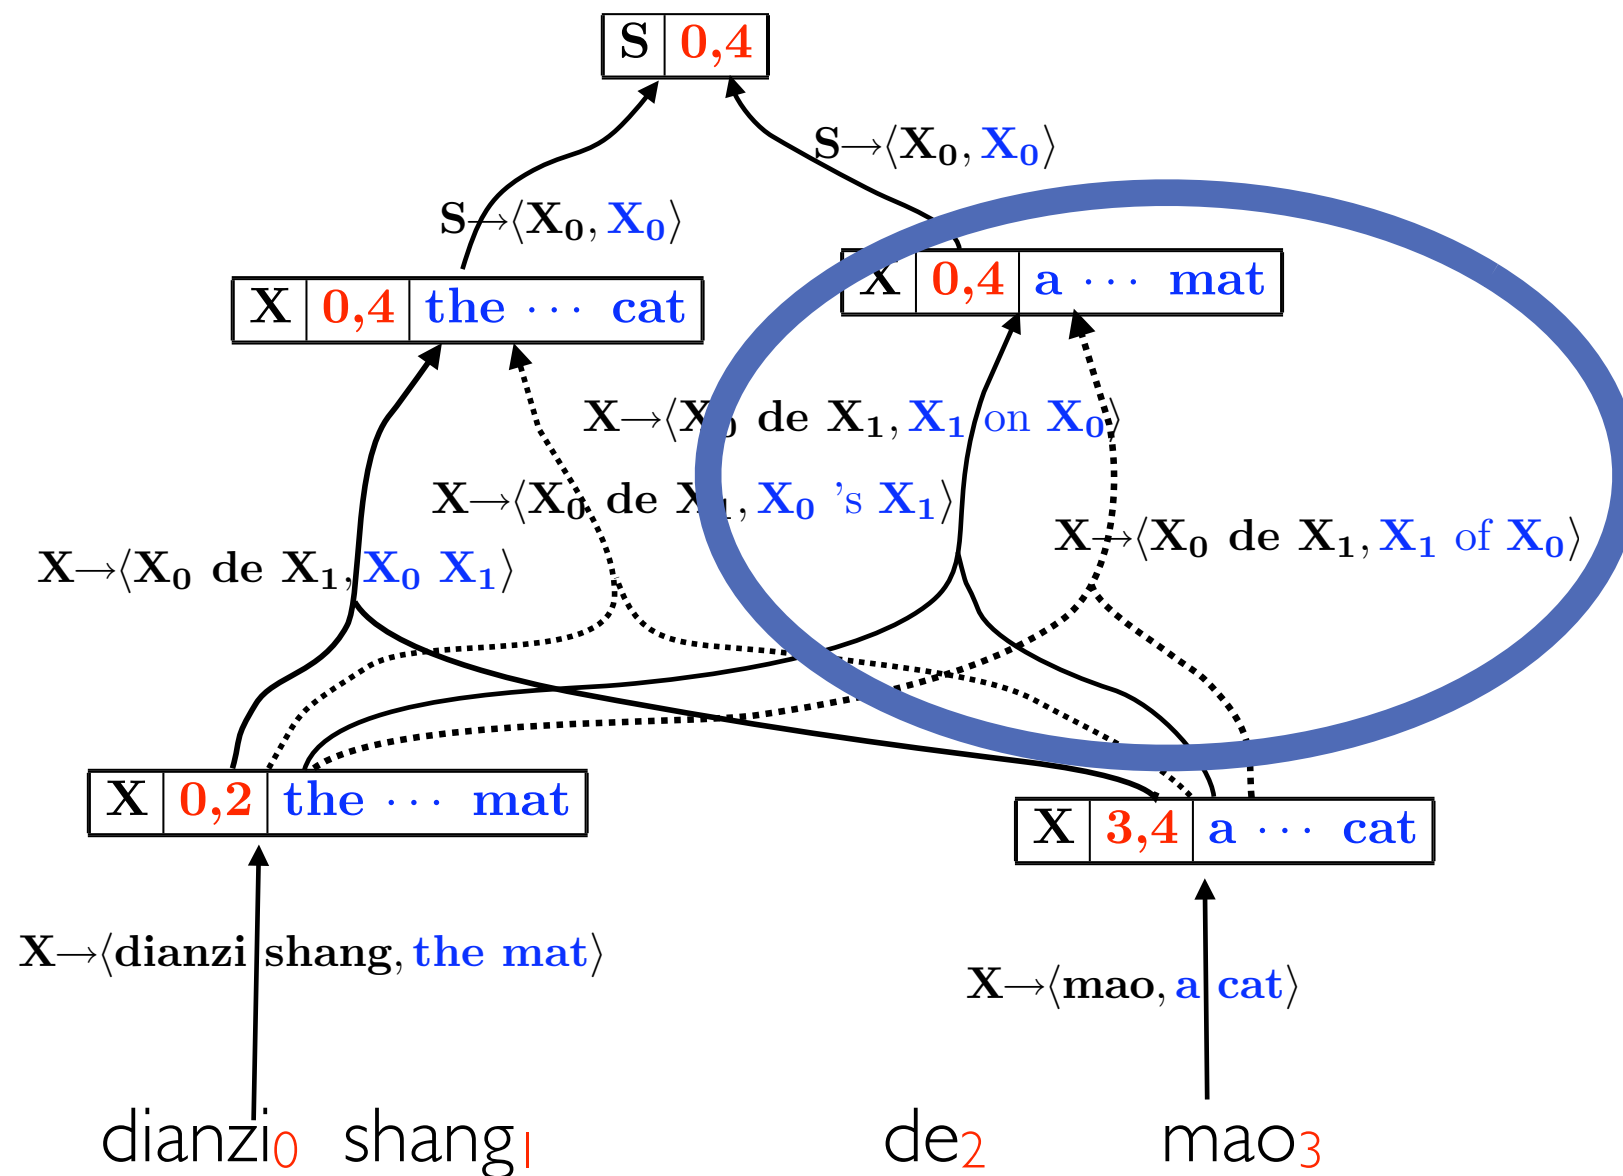 S 0,4
S→⟨X₀, X₀⟩
S→⟨X₀, X₀⟩
X 0,4 a ··· mat
X 0,4 the ··· cat
X→⟨X₀ de X₁, X₁ on X₀⟩
X→⟨X₀ de X₁, X₀ 's X₁⟩
X→⟨X₀ de X₁, X₁ of X₀⟩
X→⟨X₀ de X₁, X₀ X₁⟩
X 0,2 the ··· mat
X 3,4 a ··· cat
X→⟨dianzi shang, the mat⟩
X→⟨mao, a cat⟩
dianzi₀ shang₁ de₂ mao₃